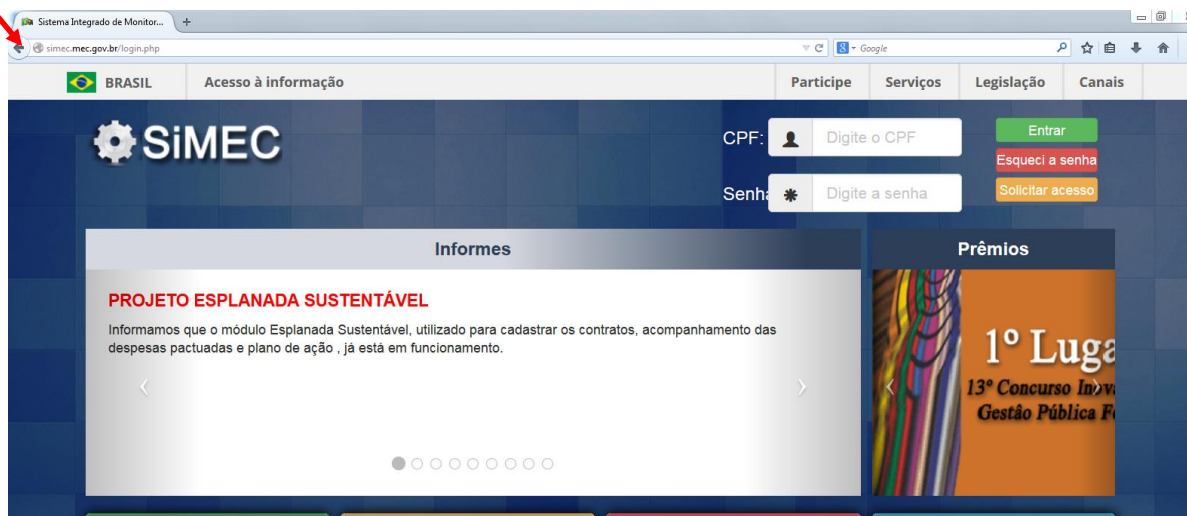 Sistema Integrado de Monitor... +
simec.mec.gov.br/login.php
Google
BRASIL Acesso à informação Participe Serviços Legislação Canais
SiMEC
CPF: Digite o CPF Entrar
Esqueci a senha
Senha Digite a senha Solicitar acesso
Informes Prêmios
PROJETO ESPLANADA SUSTENTÁVEL
Informamos que o módulo Esplanada Sustentável, utilizado para cadastrar os contratos, acompanhamento das
despesas pactuadas e plano de ação , já está em funcionamento.
1º Luga
13º Concurso Inova
Gestão Pública F